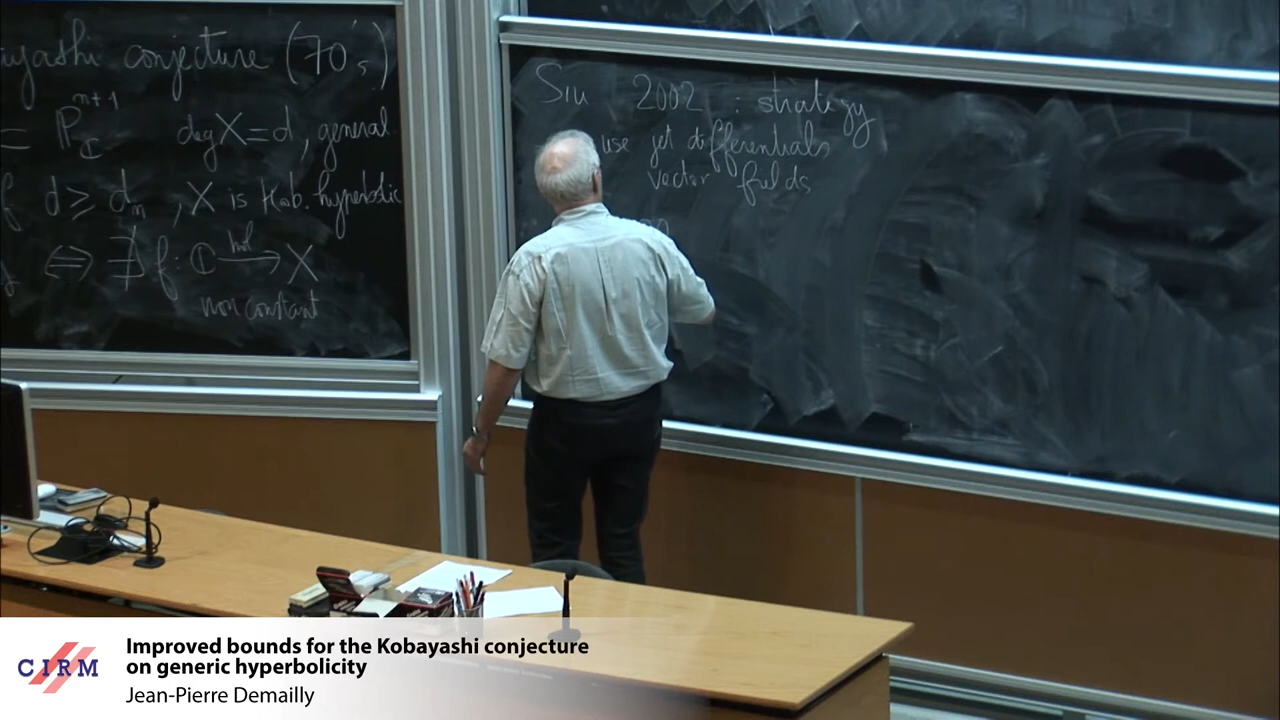 yashi conjecture (70's)
= ℙ_ℂ^{n+1} deg X = d, general
f d ≥ d_n, X is Kob. hyperbolic
⇔ ∄ f: ℂ —hol→ X
non constant
Siu 2002 : strategy
use jet differentials
vector fields
CIRM
Improved bounds for the Kobayashi conjecture
on generic hyperbolicity
Jean-Pierre Demailly